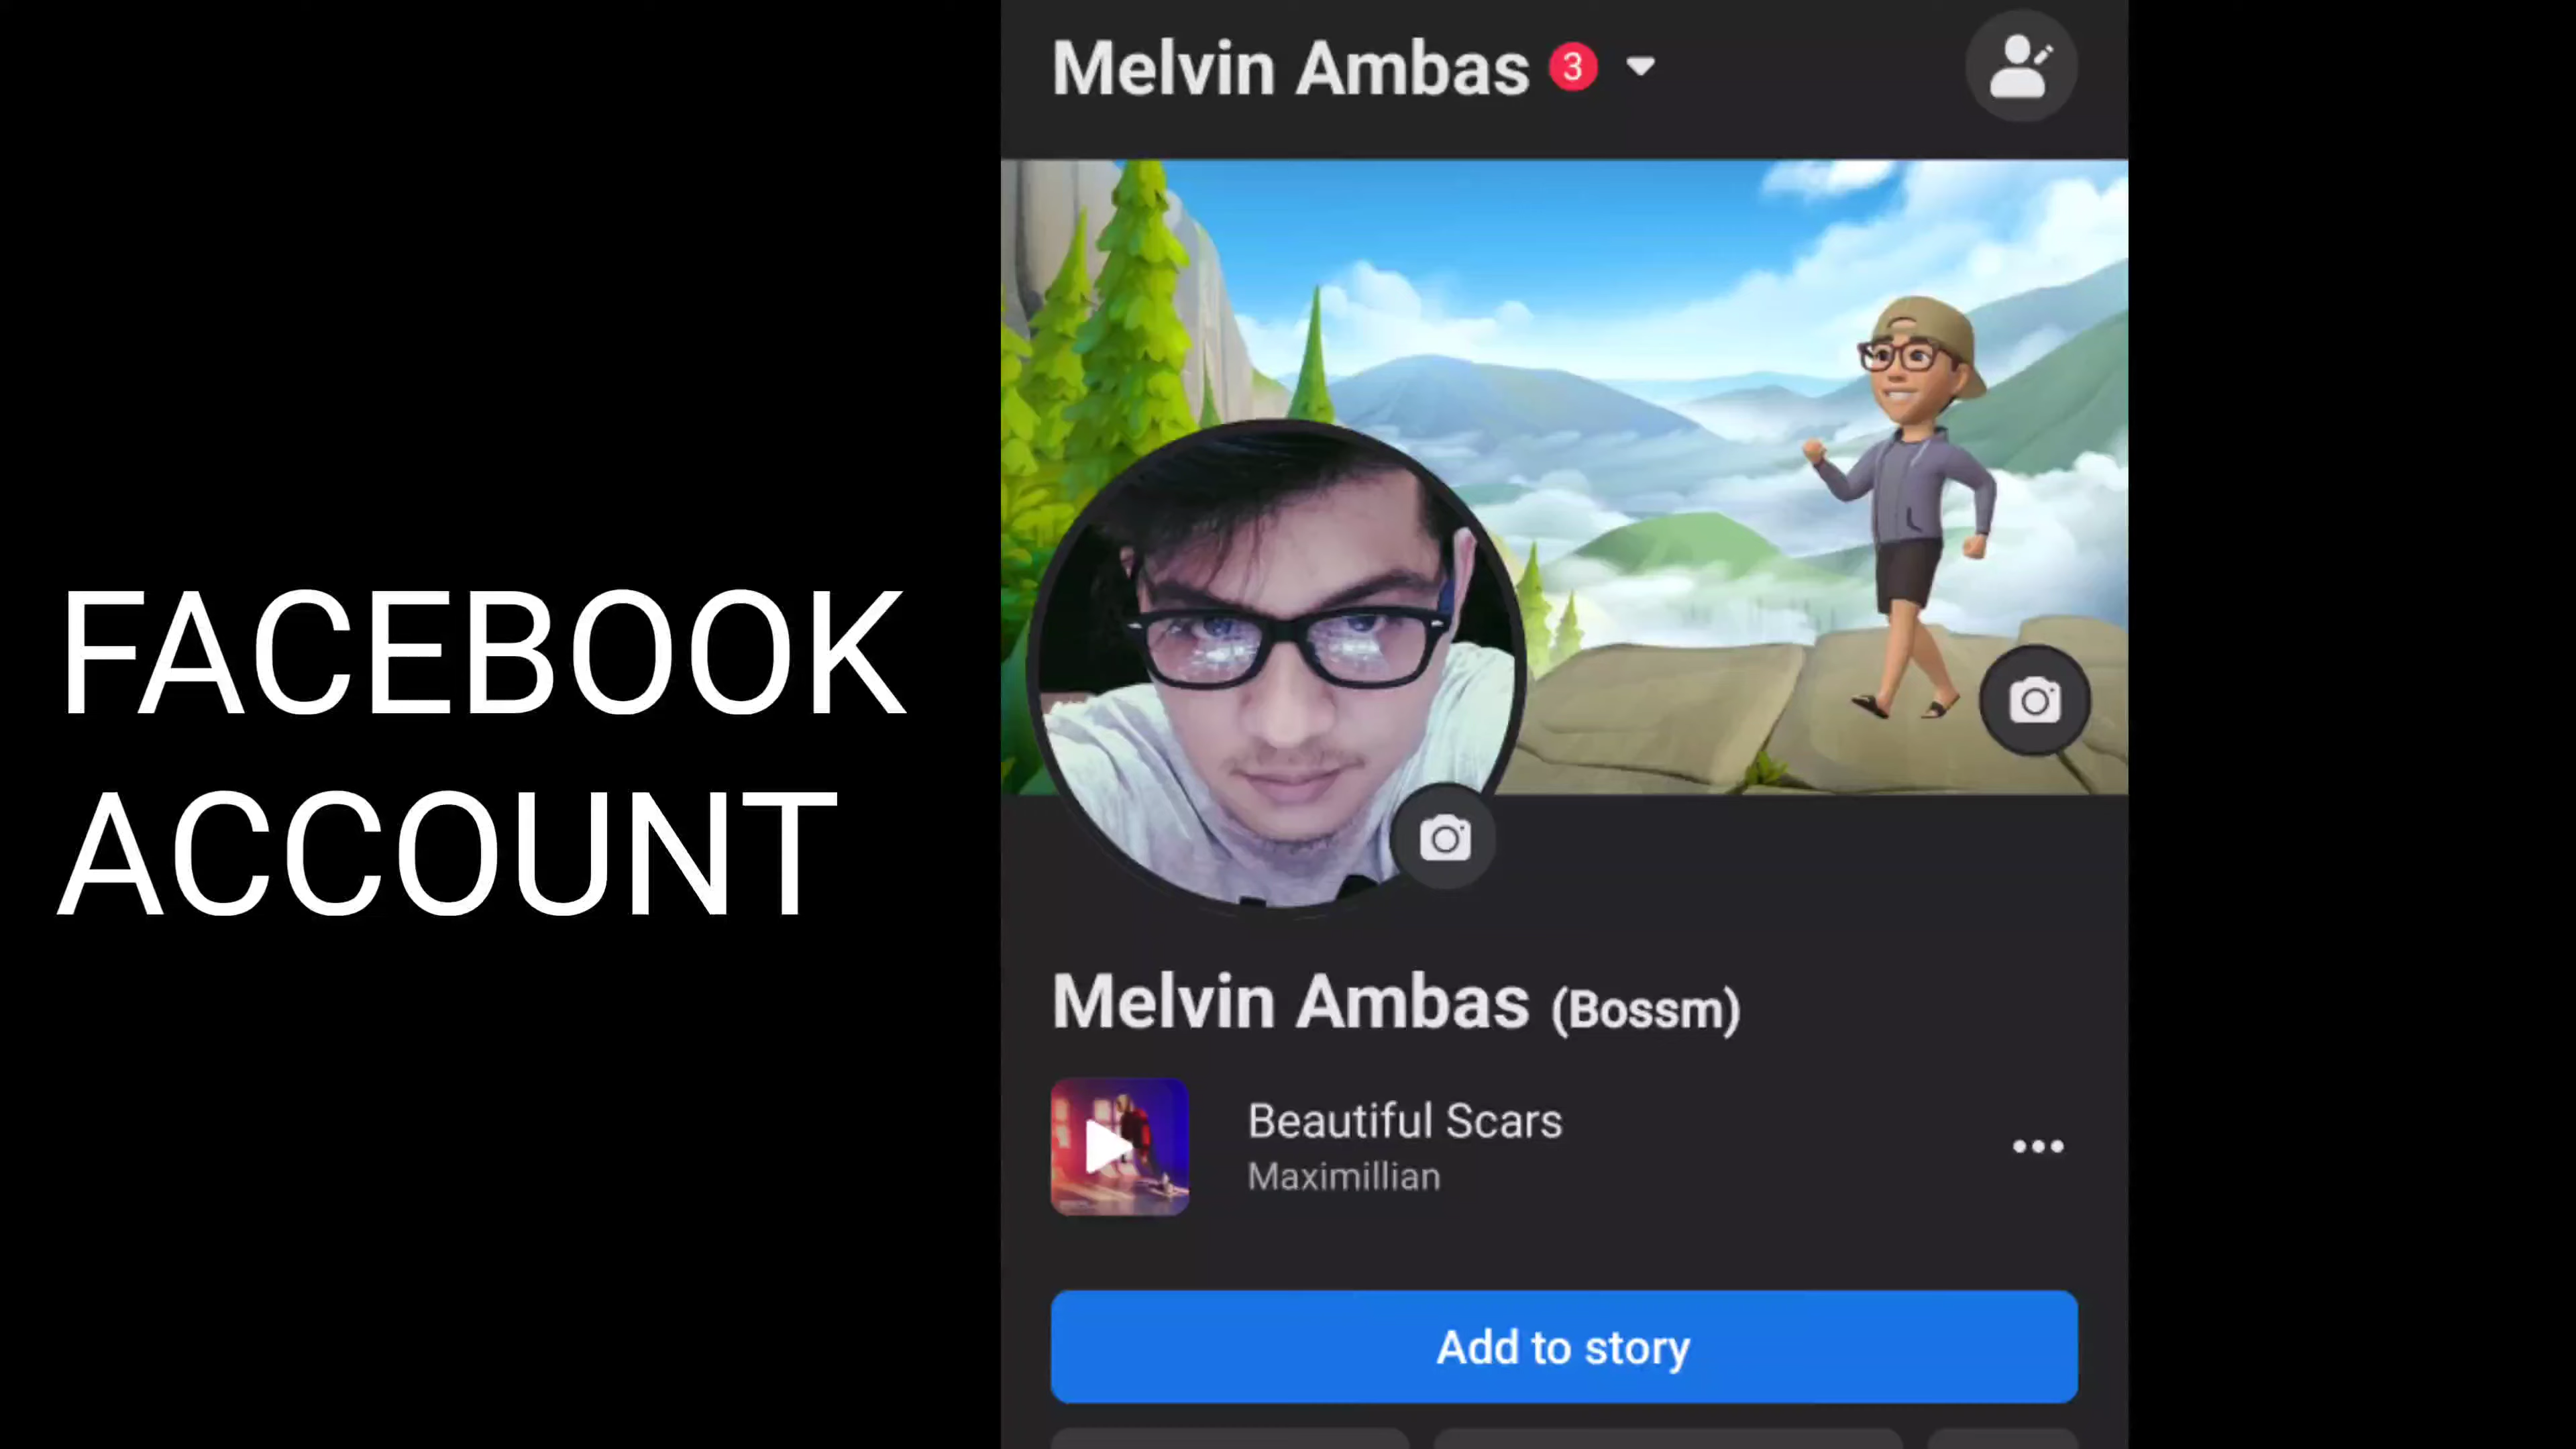 FACEBOOK
ACCOUNT
Melvin Ambas 3
Melvin Ambas (Bossm)
Beautiful Scars
Maximillian
Add to story